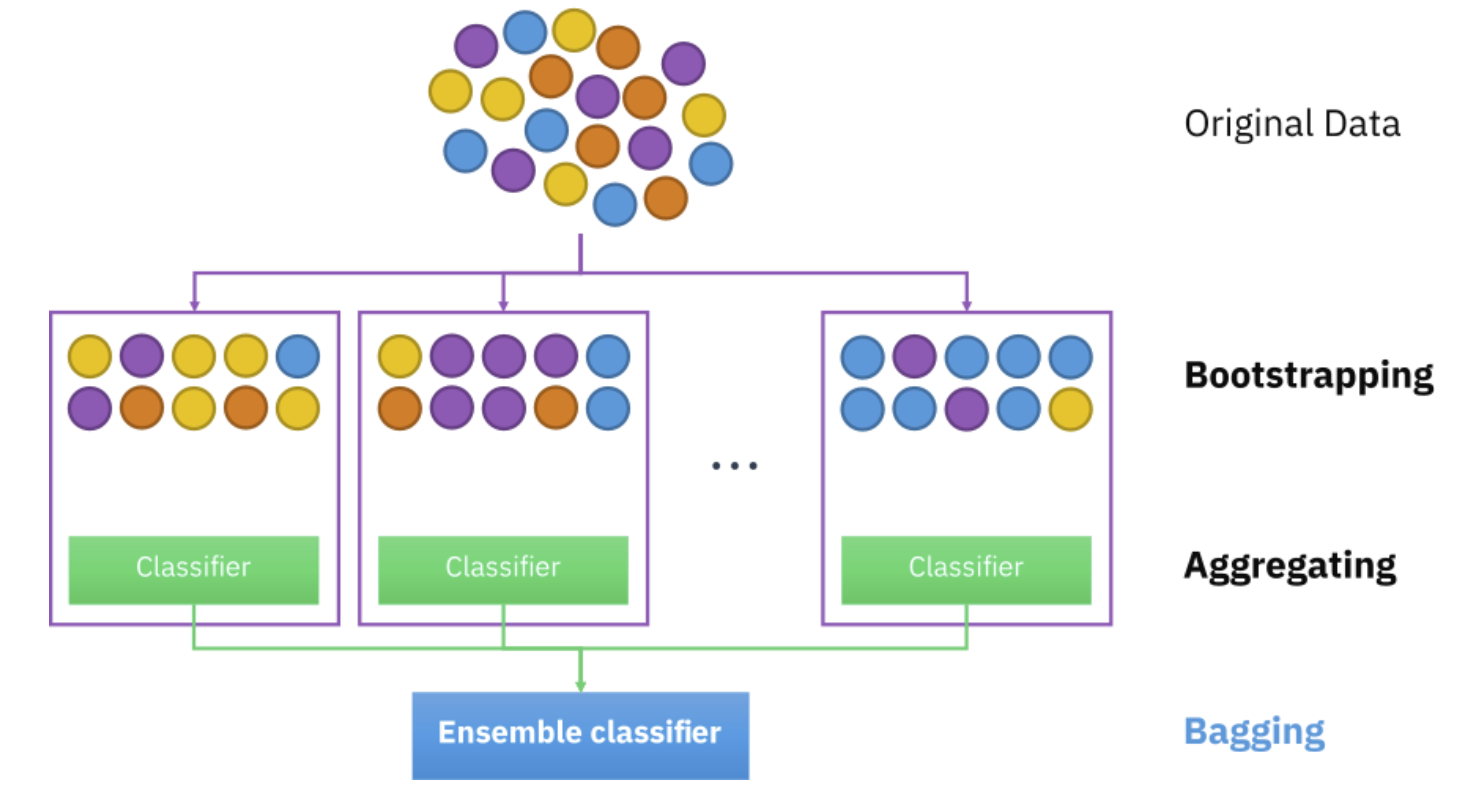 Original Data
Bootstrapping
...
Classifier
Classifier
Classifier
Aggregating
Ensemble classifier
Bagging